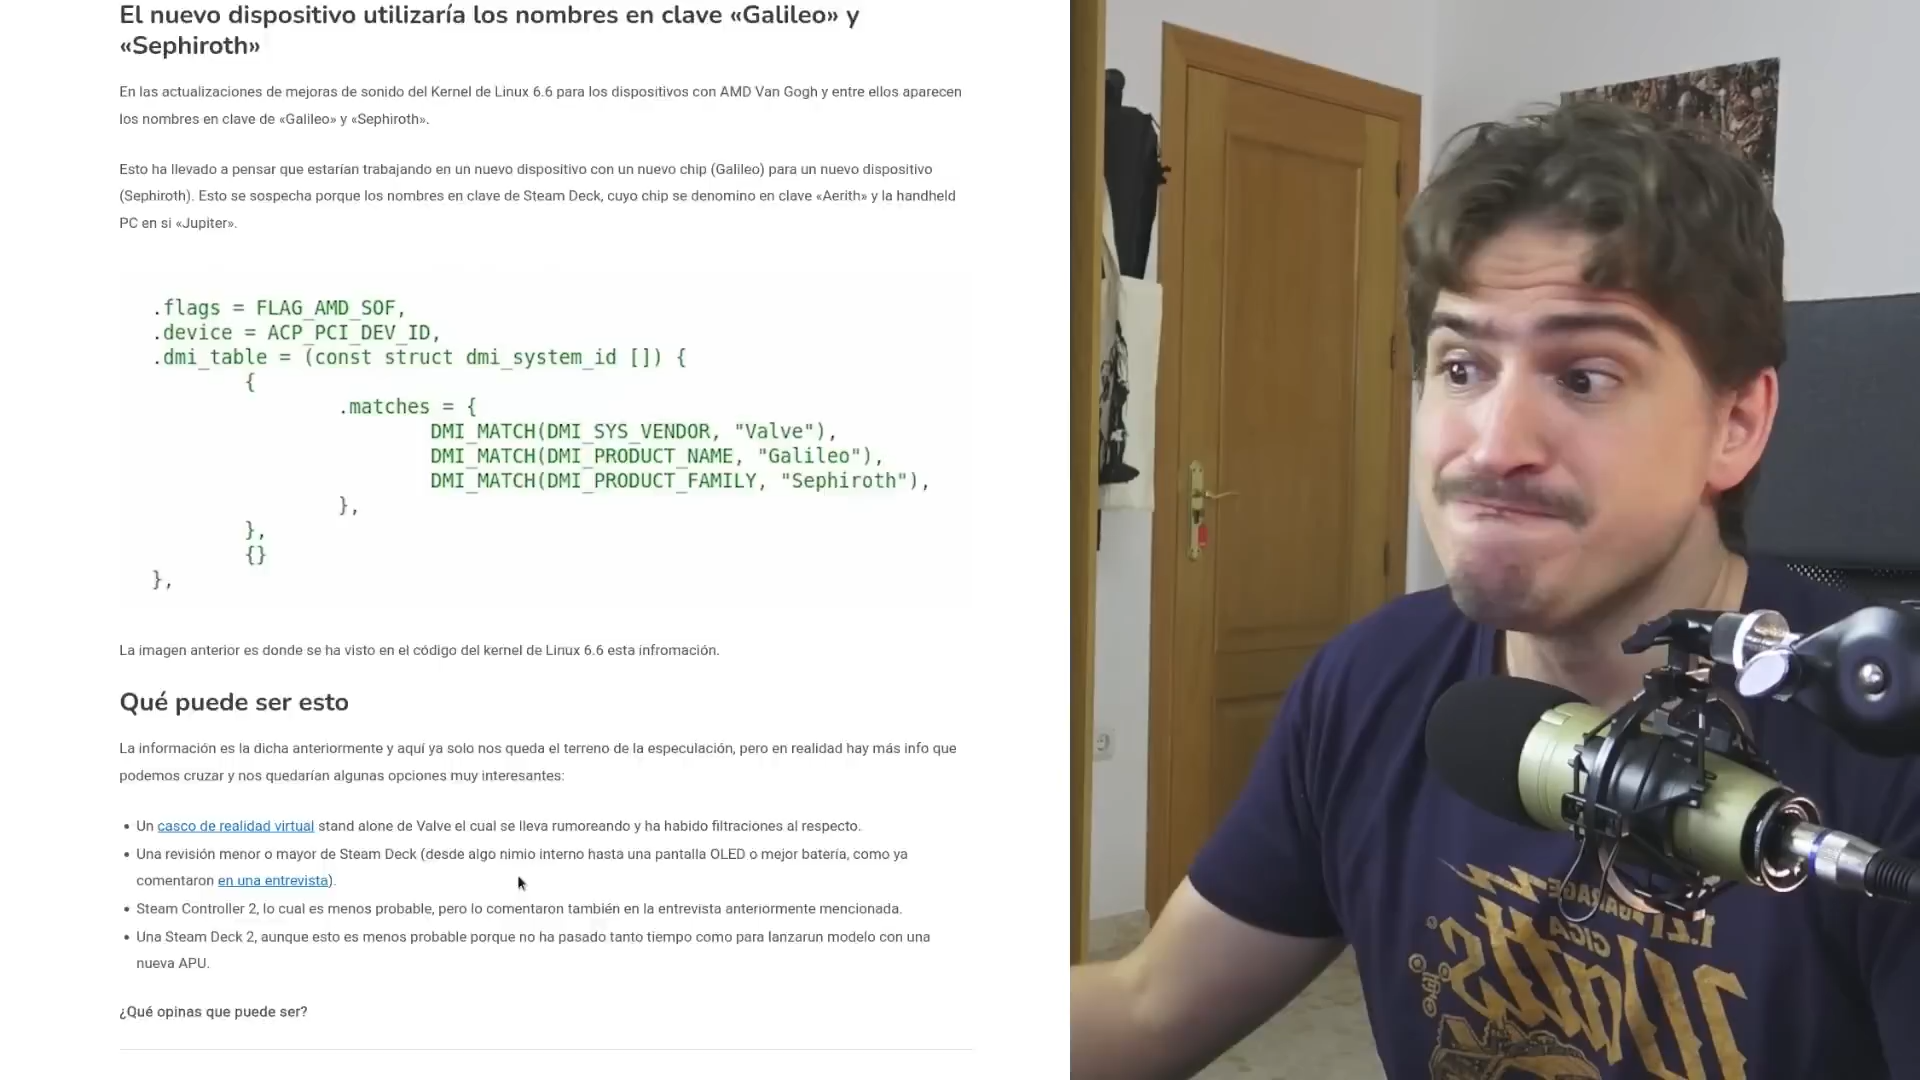 El nuevo dispositivo utilizaría los nombres en clave «Galileo» y
«Sephiroth»
En las actualizaciones de mejoras de sonido del Kernel de Linux 6.6 para los dispositivos con AMD Van Gogh y entre ellos aparecen
los nombres en clave de «Galileo» y «Sephiroth».
Esto ha llevado a pensar que estarían trabajando en un nuevo dispositivo con un nuevo chip (Galileo) para un nuevo dispositivo
(Sephiroth). Esto se sospecha porque los nombres en clave de Steam Deck, cuyo chip se denomino en clave «Aerith» y la handheld
PC en si «Jupiter».
.flags = FLAG_AMD_SOF,
.device = ACP_PCI_DEV_ID,
.dmi_table = (const struct dmi_system_id []) {
{
.matches = {
DMI_MATCH(DMI_SYS_VENDOR, "Valve"),
DMI_MATCH(DMI_PRODUCT_NAME, "Galileo"),
DMI_MATCH(DMI_PRODUCT_FAMILY, "Sephiroth"),
},
},
{}
},
La imagen anterior es donde se ha visto en el código del kernel de Linux 6.6 esta infromación.
Qué puede ser esto
La información es la dicha anteriormente y aquí ya solo nos queda el terreno de la especulación, pero en realidad hay más info que
podemos cruzar y nos quedarían algunas opciones muy interesantes:
• Un casco de realidad virtual stand alone de Valve el cual se lleva rumoreando y ha habido filtraciones al respecto.
• Una revisión menor o mayor de Steam Deck (desde algo nimio interno hasta una pantalla OLED o mejor batería, como ya
comentaron en una entrevista).
• Steam Controller 2, lo cual es menos probable, pero lo comentaron también en la entrevista anteriormente mencionada.
• Una Steam Deck 2, aunque esto es menos probable porque no ha pasado tanto tiempo como para lanzarun modelo con una
nueva APU.
¿Qué opinas que puede ser?
1.21
GIGA
Watts